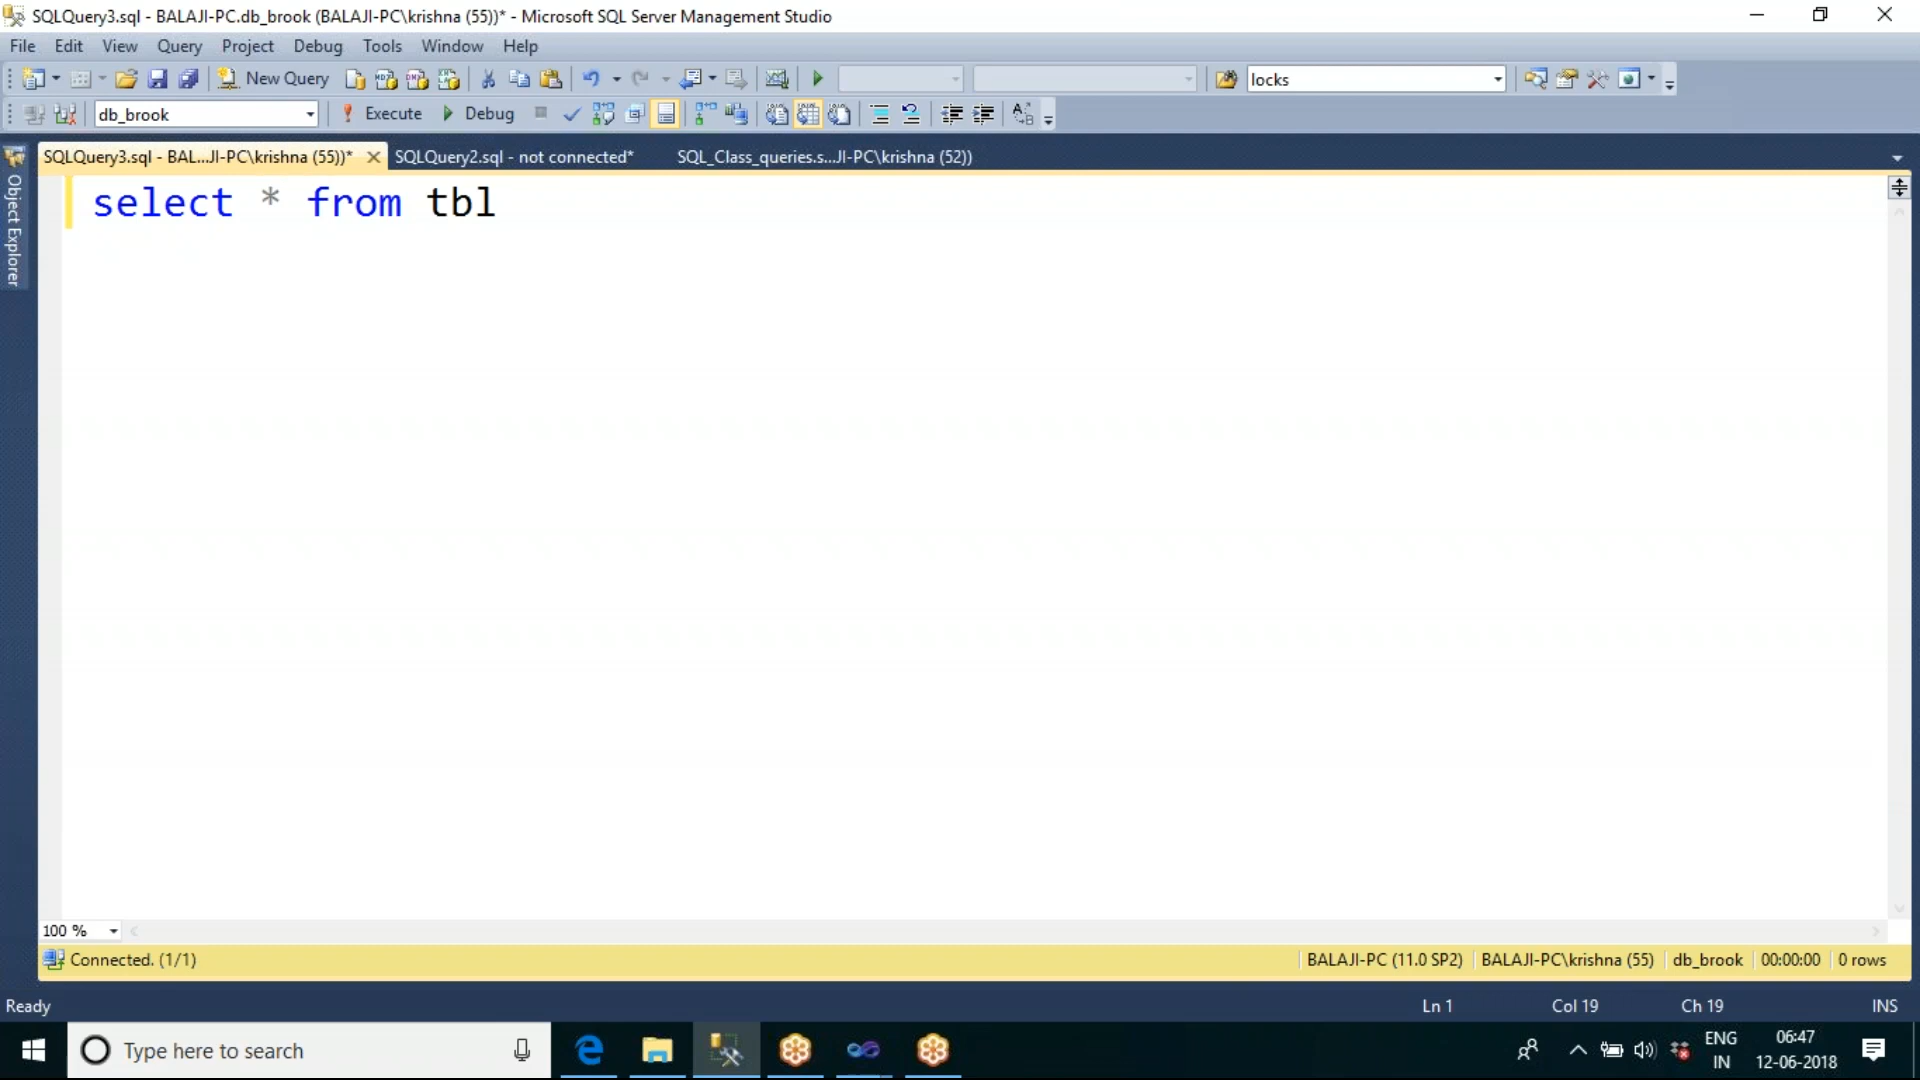 SQLQuery3.sql - BALAJI-PC.db_brook (BALAJI-PC\krishna (55))* - Microsoft SQL Server Management Studio
File Edit View Query Project Debug Tools Window Help
New Query locks
db_brook Execute Debug
SQLQuery3.sql - BAL...JI-PC\krishna (55))* SQLQuery2.sql - not connected* SQL_Class_queries.s...JI-PC\krishna (52))
Object Explorer
select * from tbl
100 %
Connected. (1/1) BALAJI-PC (11.0 SP2) BALAJI-PC\krishna (55) db_brook 00:00:00 0 rows
Ready Ln 1 Col 19 Ch 19 INS
Type here to search
ENG
IN
06:47
12-06-2018